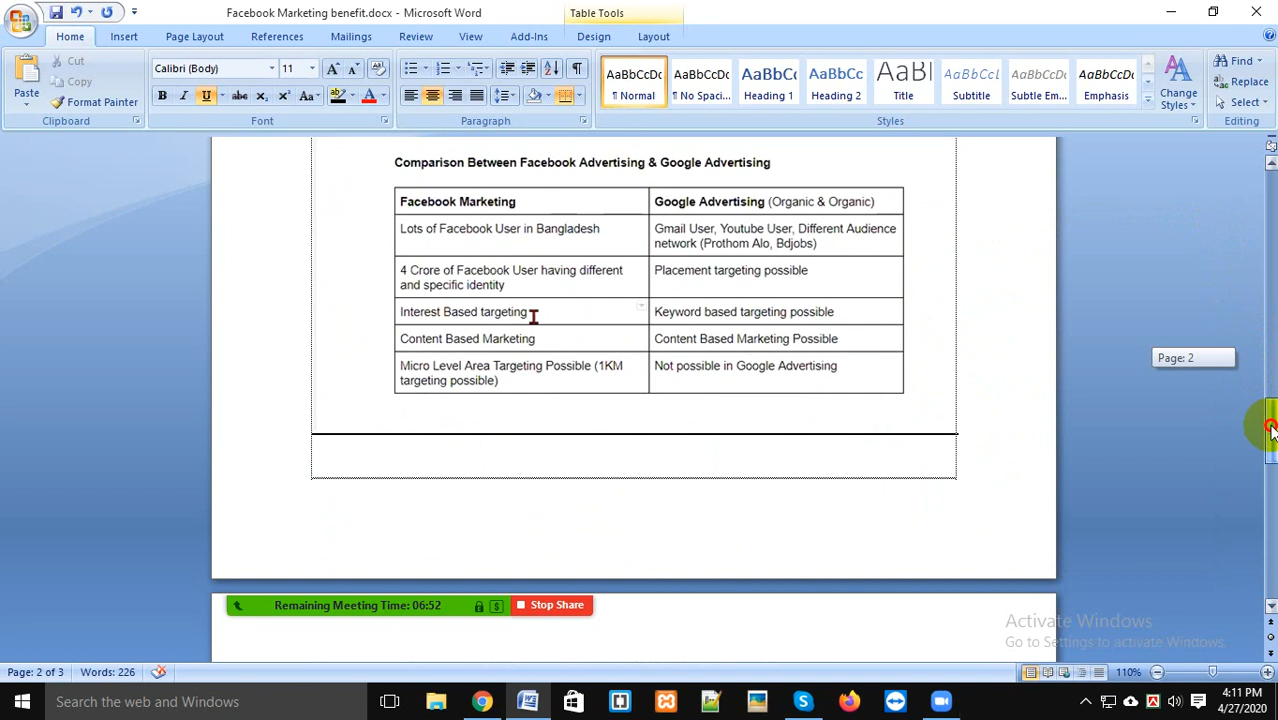 Facebook Marketing benefit.docx - Microsoft Word
Table Tools
Home Insert Page Layout References Mailings Review View Add-Ins Design Layout
Paste
Cut
Copy
Format Painter
Clipboard
Calibri (Body) 11
B I U abc x₂ x² Aa
Font
Paragraph
AaBbCcDc AaBbCcDc AaBbCc AaBbCc AaBl AaBbCcL AaBbCcDc AaBbCcDc
¶ Normal ¶ No Spaci... Heading 1 Heading 2 Title Subtitle Subtle Em... Emphasis
Change
Styles
Styles
Find
Replace
Select
Editing
Comparison Between Facebook Advertising & Google Advertising
Facebook Marketing
Google Advertising (Organic & Organic)
Lots of Facebook User in Bangladesh
Gmail User, Youtube User, Different Audience
network (Prothom Alo, Bdjobs)
4 Crore of Facebook User having different
and specific identity
Placement targeting possible
Interest Based targeting
Keyword based targeting possible
Content Based Marketing
Content Based Marketing Possible
Micro Level Area Targeting Possible (1KM
targeting possible)
Not possible in Google Advertising
Page: 2
Remaining Meeting Time: 06:52
Stop Share
Activate Windows
Go to Settings to activate Windows.
Page: 2 of 3 Words: 226
110%
Search the web and Windows
4:11 PM
4/27/2020